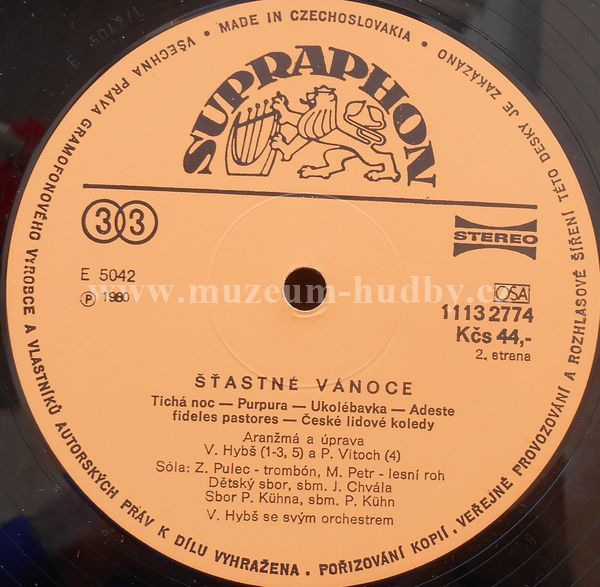 E 5042/1
VŠECHNA PRÁVA GRAMOFONOVÉHO VÝROBCE A VLASTNÍKŮ AUTORSKÝCH PRÁV K DÍLU VYHRAŽENA. POŘIZOVÁNÍ KOPIÍ, VEŘEJNÉ PROVOZOVÁNÍ A ROZHLASOVÉ ŠÍŘENÍ TÉTO DESKY JE ZAKÁZÁNO
• MADE IN CZECHOSLOVAKIA •
SUPRAPHON
33
STEREO
E 5042
Ⓟ 1980
www.muzeum-hudby.cz
OSA
1113 2774
Kčs 44,-
2. strana
ŠŤASTNÉ VÁNOCE
Tichá noc — Purpura — Ukolébavka — Adeste
fideles pastores — České lidové koledy
Aranžmá a úprava
V. Hybš (1-3, 5) a P. Vitoch (4)
Sóla: Z. Pulec - trombón, M. Petr - lesní roh
Dětský sbor, sbm. J. Chvála
Sbor P. Kühna, sbm. P. Kühn
V. Hybš se svým orchestrem